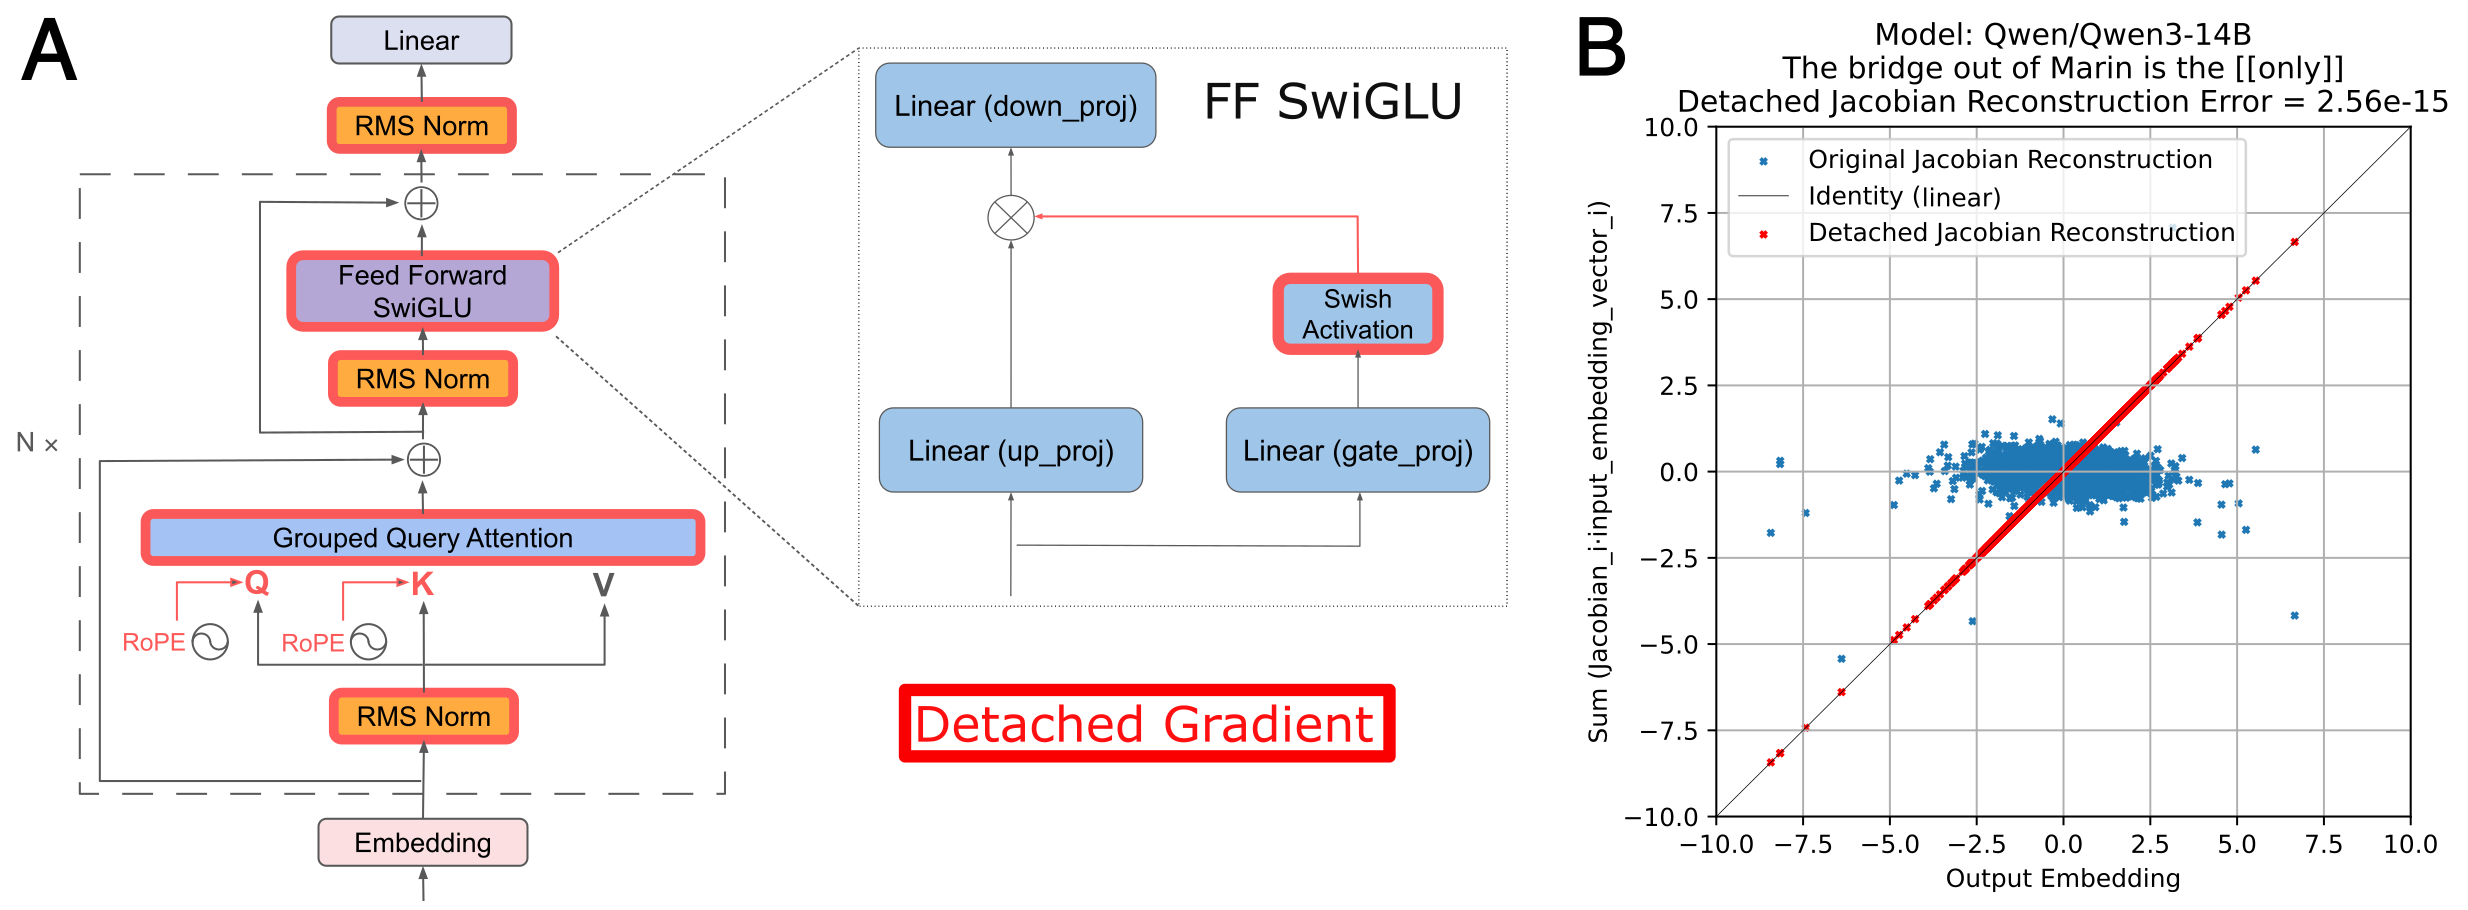 A
Linear
RMS Norm
Feed Forward
SwiGLU
RMS Norm
N ×
Grouped Query Attention
Q
K
V
RoPE
RoPE
RMS Norm
Embedding
FF SwiGLU
Linear (down_proj)
Swish
Activation
Linear (up_proj)
Linear (gate_proj)
Detached Gradient
B
Model: Qwen/Qwen3-14B
The bridge out of Marin is the [[only]]
Detached Jacobian Reconstruction Error = 2.56e-15
Original Jacobian Reconstruction
Identity (linear)
Detached Jacobian Reconstruction
Sum (Jacobian_i·input_embedding_vector_i)
10.0
7.5
5.0
2.5
0.0
−2.5
−5.0
−7.5
−10.0
−10.0 −7.5 −5.0 −2.5 0.0 2.5 5.0 7.5 10.0
Output Embedding